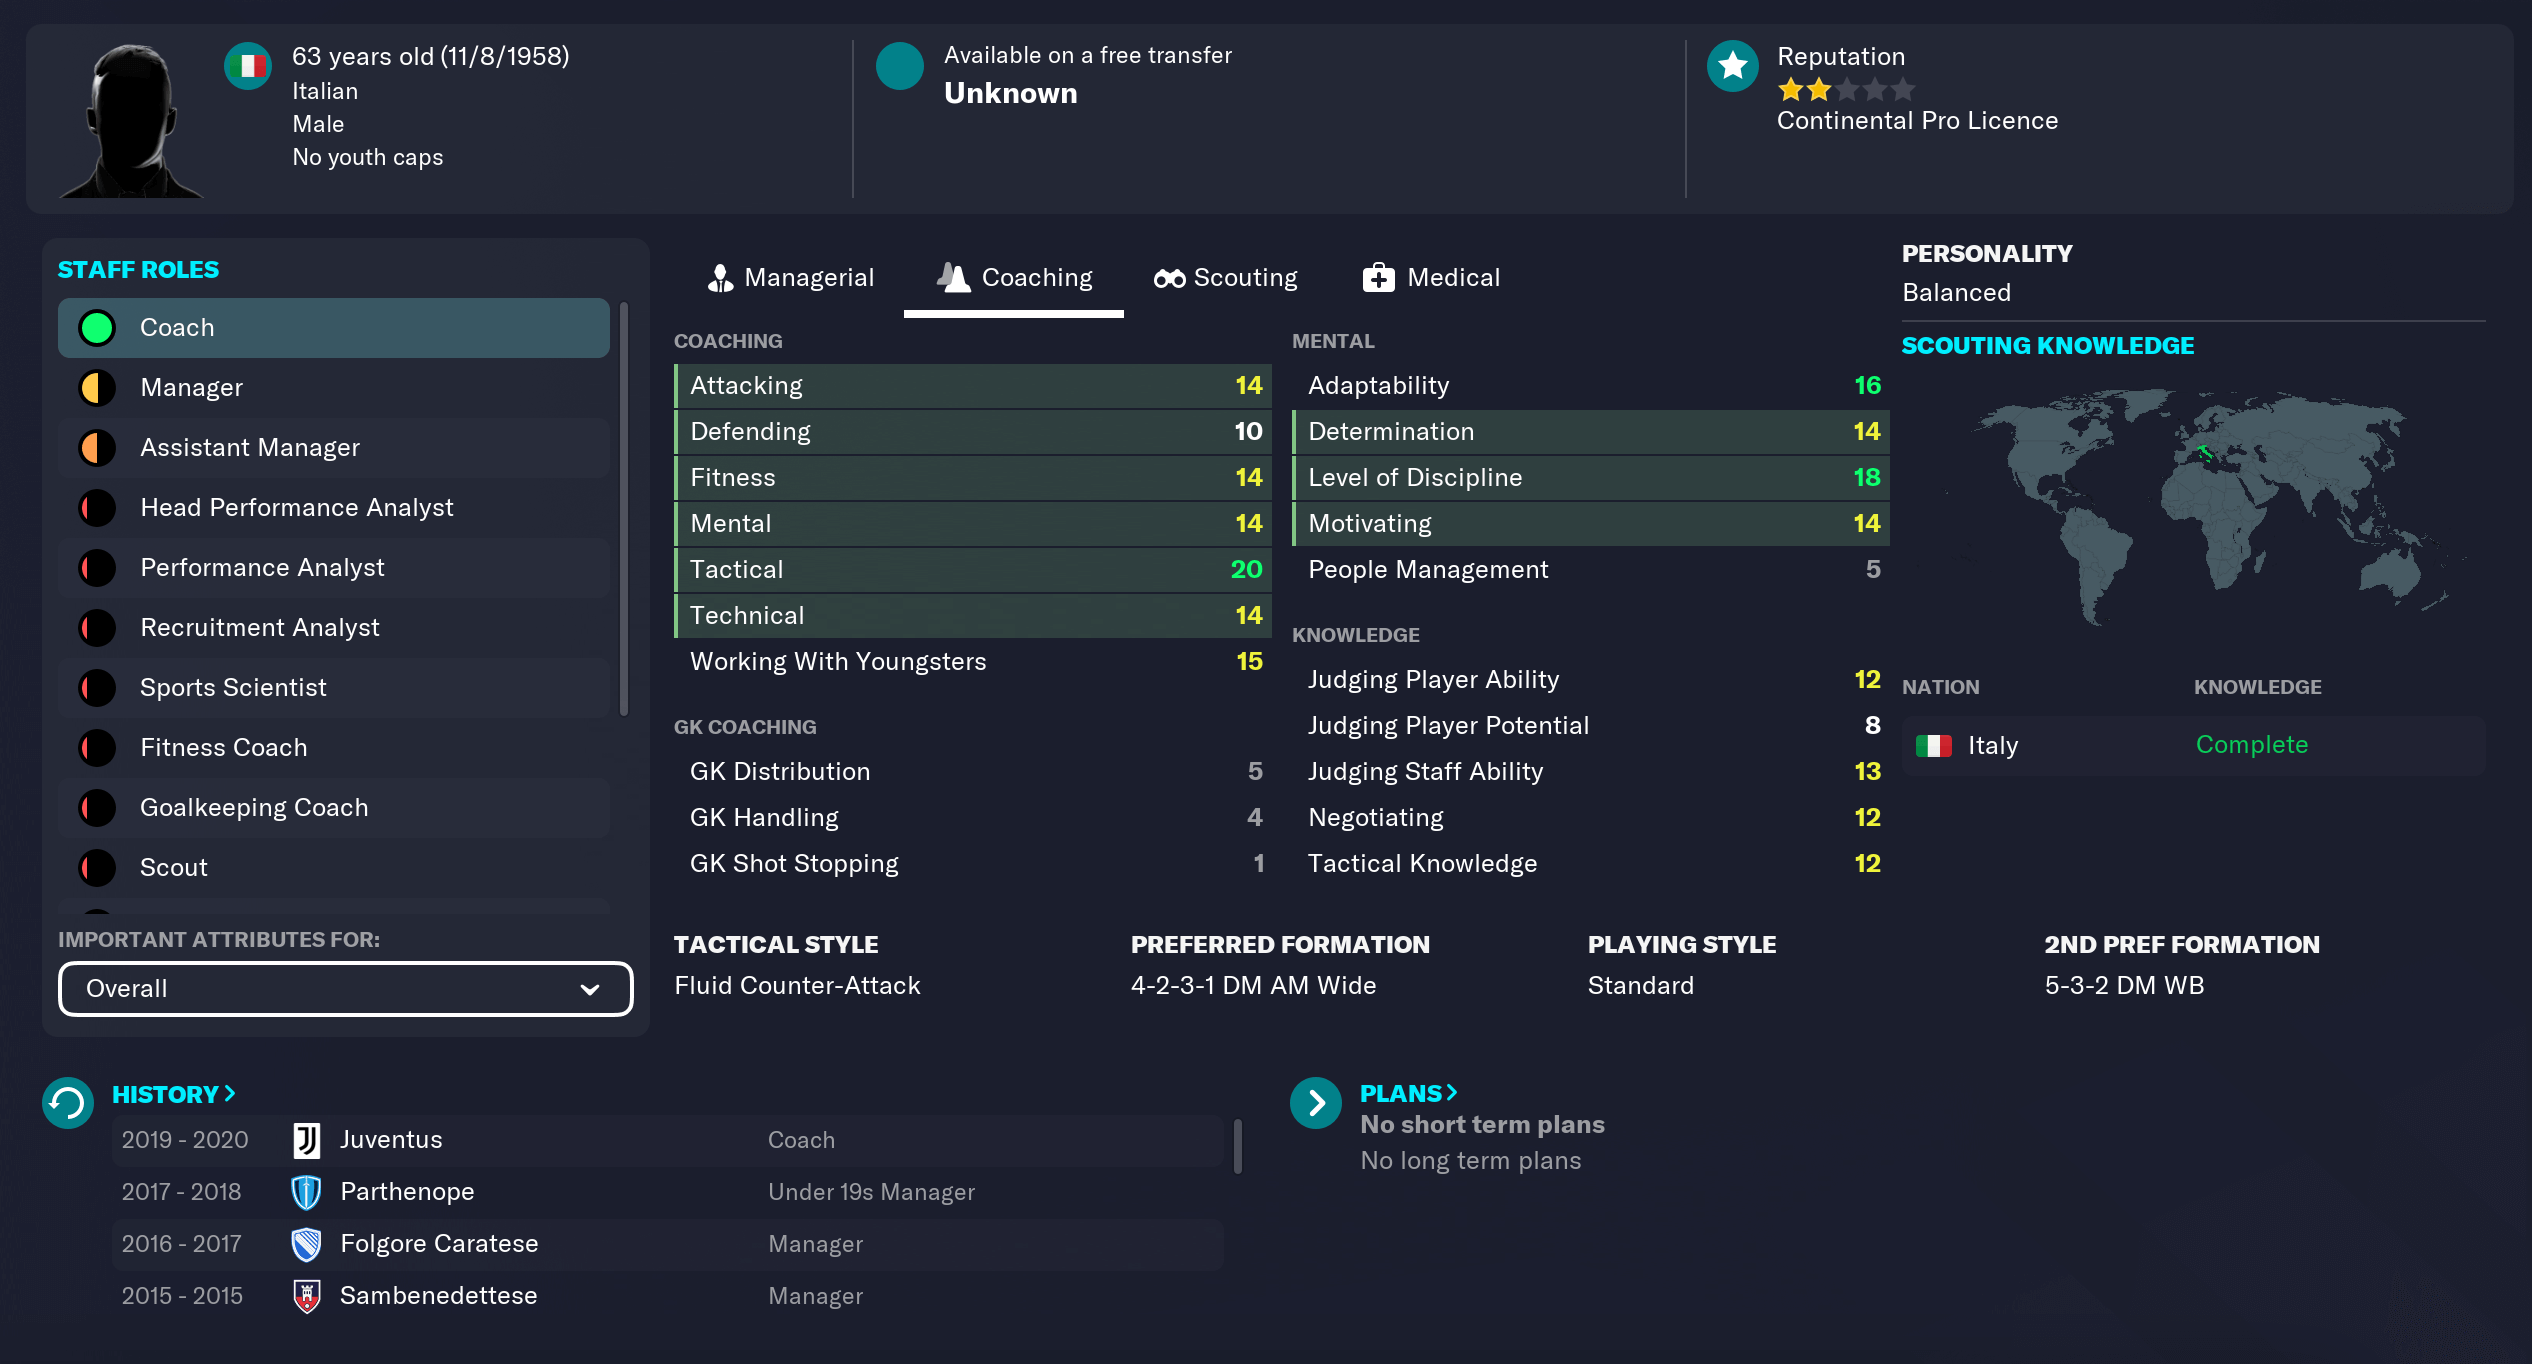 63 years old (11/8/1958)
Italian
Male
No youth caps
Available on a free transfer
Unknown
Reputation
Continental Pro Licence
STAFF ROLES
Coach
Manager
Assistant Manager
Head Performance Analyst
Performance Analyst
Recruitment Analyst
Sports Scientist
Fitness Coach
Goalkeeping Coach
Scout
IMPORTANT ATTRIBUTES FOR:
Overall
Managerial
Coaching
Scouting
Medical
COACHING
Attacking 14
Defending 10
Fitness 14
Mental 14
Tactical 20
Technical 14
Working With Youngsters 15
GK COACHING
GK Distribution 5
GK Handling 4
GK Shot Stopping 1
MENTAL
Adaptability 16
Determination 14
Level of Discipline 18
Motivating 14
People Management 5
KNOWLEDGE
Judging Player Ability 12
Judging Player Potential 8
Judging Staff Ability 13
Negotiating 12
Tactical Knowledge 12
PERSONALITY
Balanced
SCOUTING KNOWLEDGE
NATION KNOWLEDGE
Italy Complete
TACTICAL STYLE
Fluid Counter-Attack
PREFERRED FORMATION
4-2-3-1 DM AM Wide
PLAYING STYLE
Standard
2ND PREF FORMATION
5-3-2 DM WB
HISTORY
2019 - 2020 Juventus Coach
2017 - 2018 Parthenope Under 19s Manager
2016 - 2017 Folgore Caratese Manager
2015 - 2015 Sambenedettese Manager
PLANS
No short term plans
No long term plans